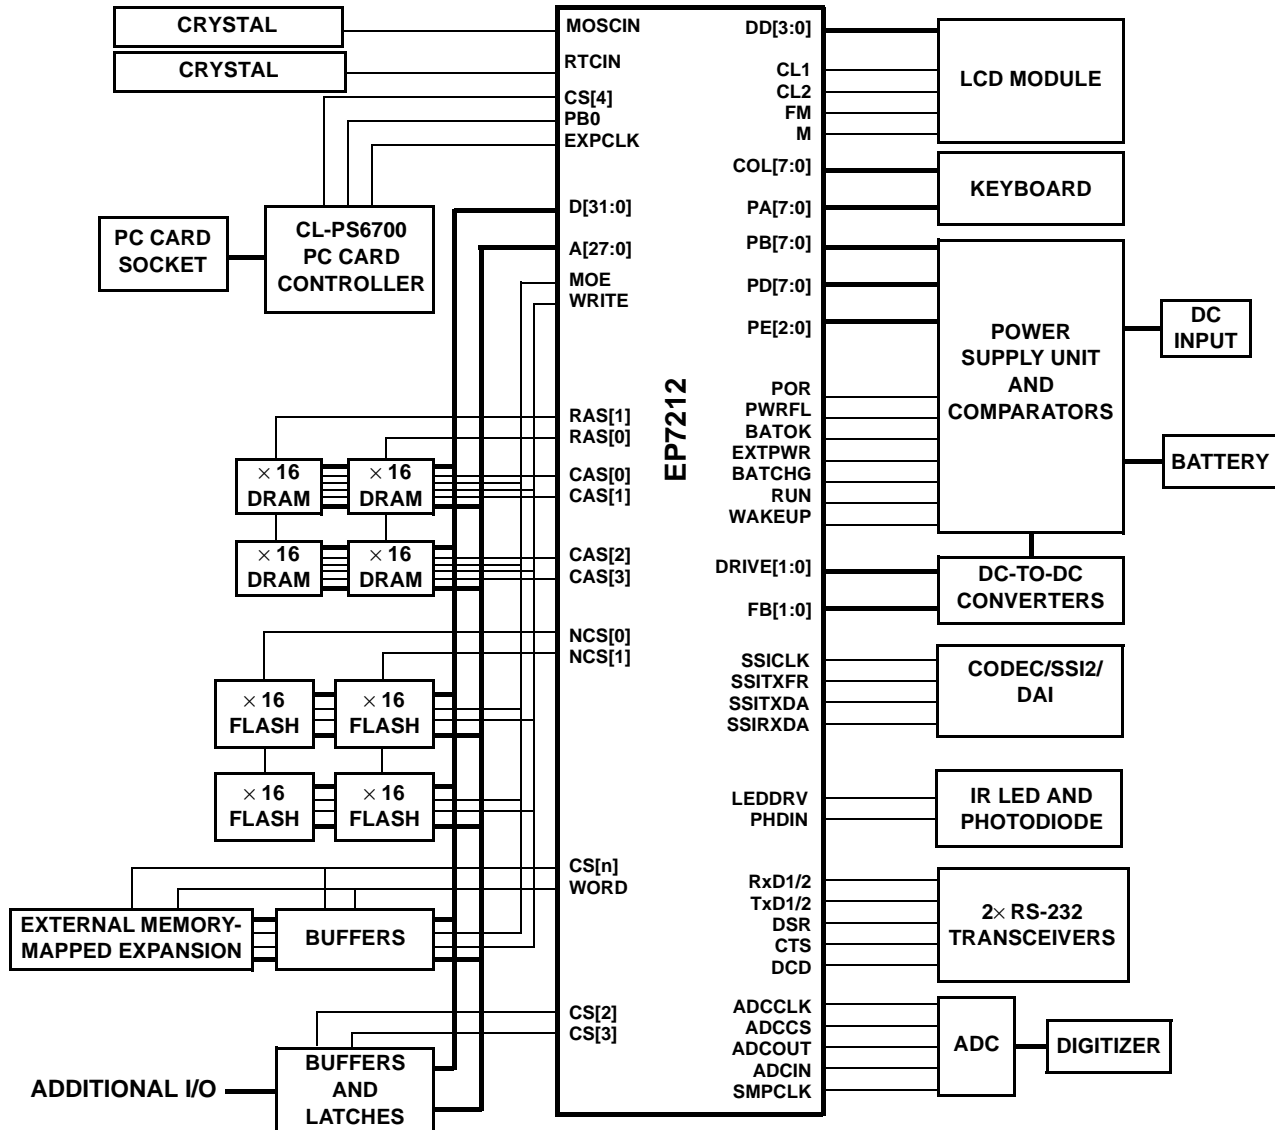 CRYSTAL
CRYSTAL
PC CARD
SOCKET
CL-PS6700
PC CARD
CONTROLLER
× 16
DRAM
× 16
DRAM
× 16
DRAM
× 16
DRAM
× 16
FLASH
× 16
FLASH
× 16
FLASH
× 16
FLASH
EXTERNAL MEMORY-
MAPPED EXPANSION
BUFFERS
ADDITIONAL I/O
BUFFERS
AND
LATCHES
MOSCIN
RTCIN
CS[4]
PB0
EXPCLK
D[31:0]
A[27:0]
MOE
WRITE
RAS[1]
RAS[0]
CAS[0]
CAS[1]
CAS[2]
CAS[3]
NCS[0]
NCS[1]
CS[n]
WORD
CS[2]
CS[3]
EP7212
DD[3:0]
CL1
CL2
FM
M
COL[7:0]
PA[7:0]
PB[7:0]
PD[7:0]
PE[2:0]
POR
PWRFL
BATOK
EXTPWR
BATCHG
RUN
WAKEUP
DRIVE[1:0]
FB[1:0]
SSICLK
SSITXFR
SSITXDA
SSIRXDA
LEDDRV
PHDIN
RxD1/2
TxD1/2
DSR
CTS
DCD
ADCCLK
ADCCS
ADCOUT
ADCIN
SMPCLK
LCD MODULE
KEYBOARD
POWER
SUPPLY UNIT
AND
COMPARATORS
DC
INPUT
BATTERY
DC-TO-DC
CONVERTERS
CODEC/SSI2/
DAI
IR LED AND
PHOTODIODE
2× RS-232
TRANSCEIVERS
ADC
DIGITIZER